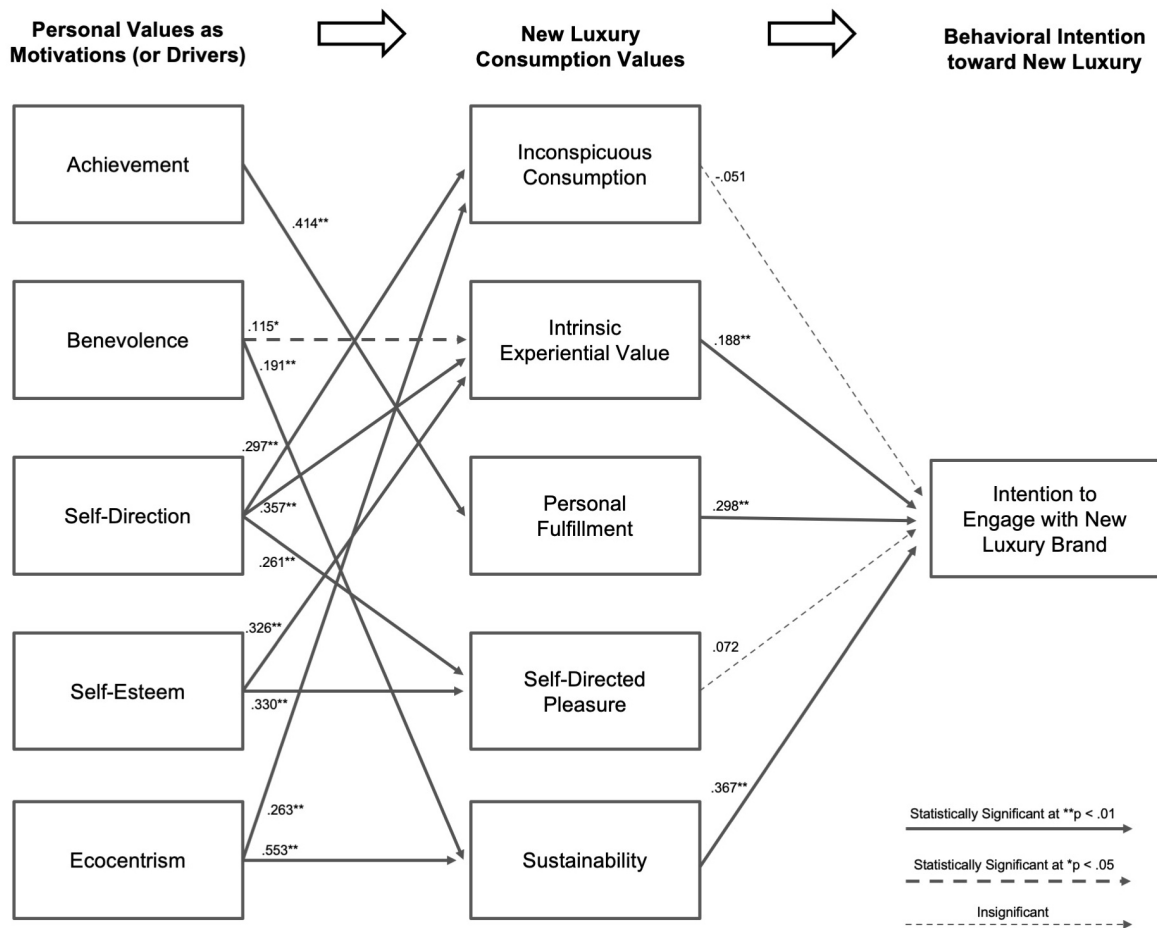 Personal Values as
Motivations (or Drivers)
New Luxury
Consumption Values
Behavioral Intention
toward New Luxury
Achievement
Inconspicuous
Consumption
-.051
.414**
Benevolence
.115*
.191**
Intrinsic
Experiential Value
.188**
.297**
Self-Direction
.357**
.261**
Personal
Fulfillment
.298**
Intention to
Engage with New
Luxury Brand
.326**
Self-Esteem
.330**
Self-Directed
Pleasure
.072
.263**
Ecocentrism
.553**
Sustainability
.367**
Statistically Significant at **p < .01
Statistically Significant at *p < .05
Insignificant